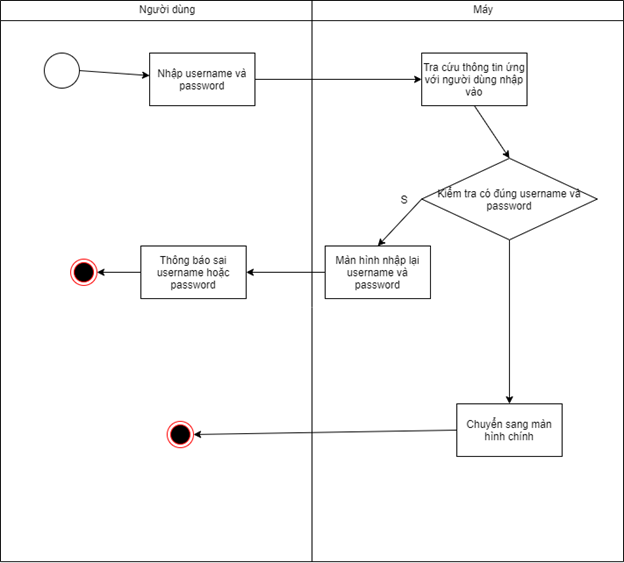 Người dùng
Máy
Nhập username và
password
Tra cứu thông tin ứng
với người dùng nhập
vào
Kiểm tra có đúng username và
password
S
Thông báo sai
username hoặc
password
Màn hình nhập lại
username và
password
Chuyển sang màn
hình chính